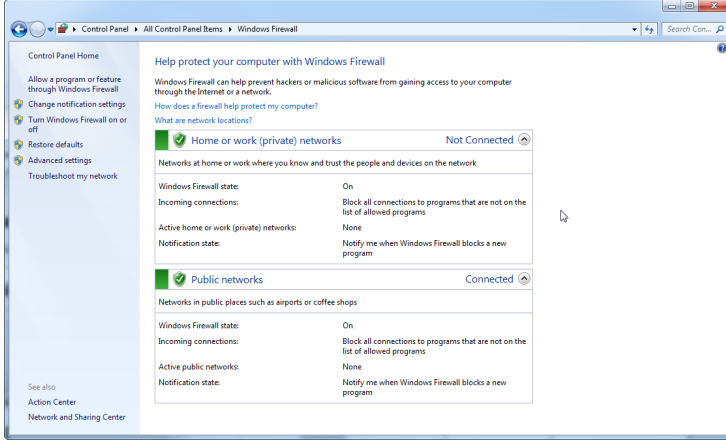 Control Panel ▸ All Control Panel Items ▸ Windows Firewall
Search Con...
Control Panel Home
Allow a program or feature
through Windows Firewall
Change notification settings
Turn Windows Firewall on or
off
Restore defaults
Advanced settings
Troubleshoot my network
See also
Action Center
Network and Sharing Center
Help protect your computer with Windows Firewall
Windows Firewall can help prevent hackers or malicious software from gaining access to your computer
through the Internet or a network.
How does a firewall help protect my computer?
What are network locations?
Home or work (private) networks Not Connected
Networks at home or work where you know and trust the people and devices on the network
Windows Firewall state: On
Incoming connections: Block all connections to programs that are not on the
list of allowed programs
Active home or work (private) networks: None
Notification state: Notify me when Windows Firewall blocks a new
program
Public networks Connected
Networks in public places such as airports or coffee shops
Windows Firewall state: On
Incoming connections: Block all connections to programs that are not on the
list of allowed programs
Active public networks: None
Notification state: Notify me when Windows Firewall blocks a new
program